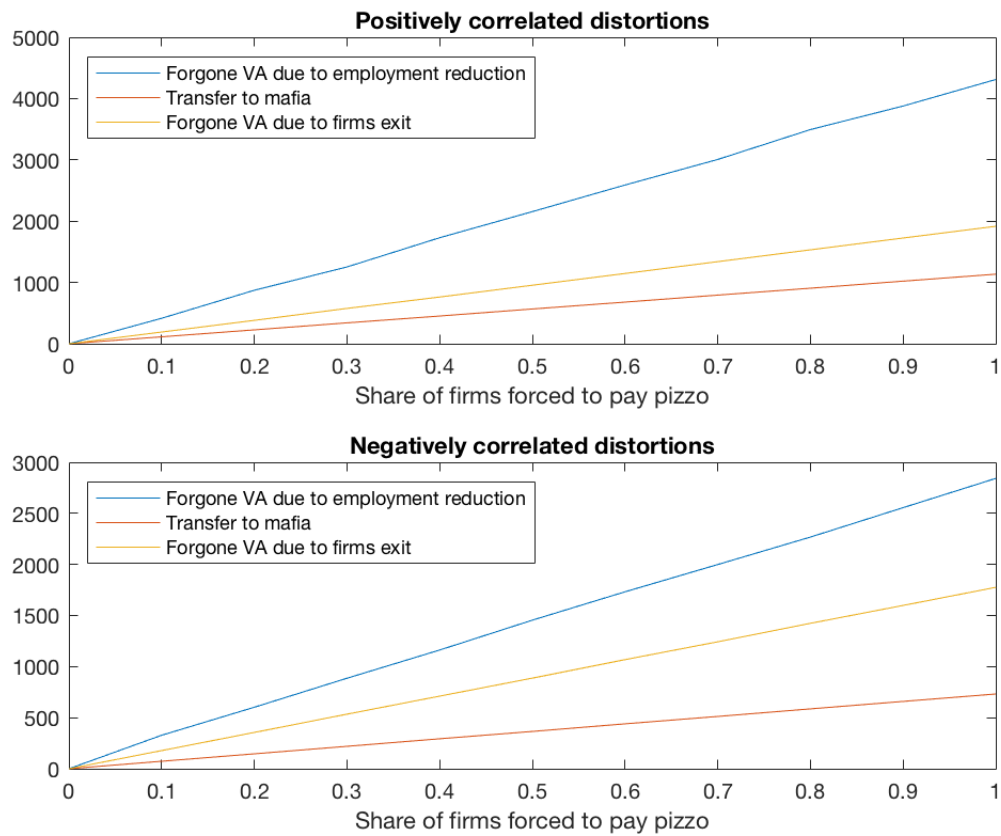 Positively correlated distortions
5000
4000
3000
2000
1000
0
Forgone VA due to employment reduction
Transfer to mafia
Forgone VA due to firms exit
0 0.1 0.2 0.3 0.4 0.5 0.6 0.7 0.8 0.9 1
Share of firms forced to pay pizzo
Negatively correlated distortions
3000
2500
2000
1500
1000
500
0
Forgone VA due to employment reduction
Transfer to mafia
Forgone VA due to firms exit
0 0.1 0.2 0.3 0.4 0.5 0.6 0.7 0.8 0.9 1
Share of firms forced to pay pizzo